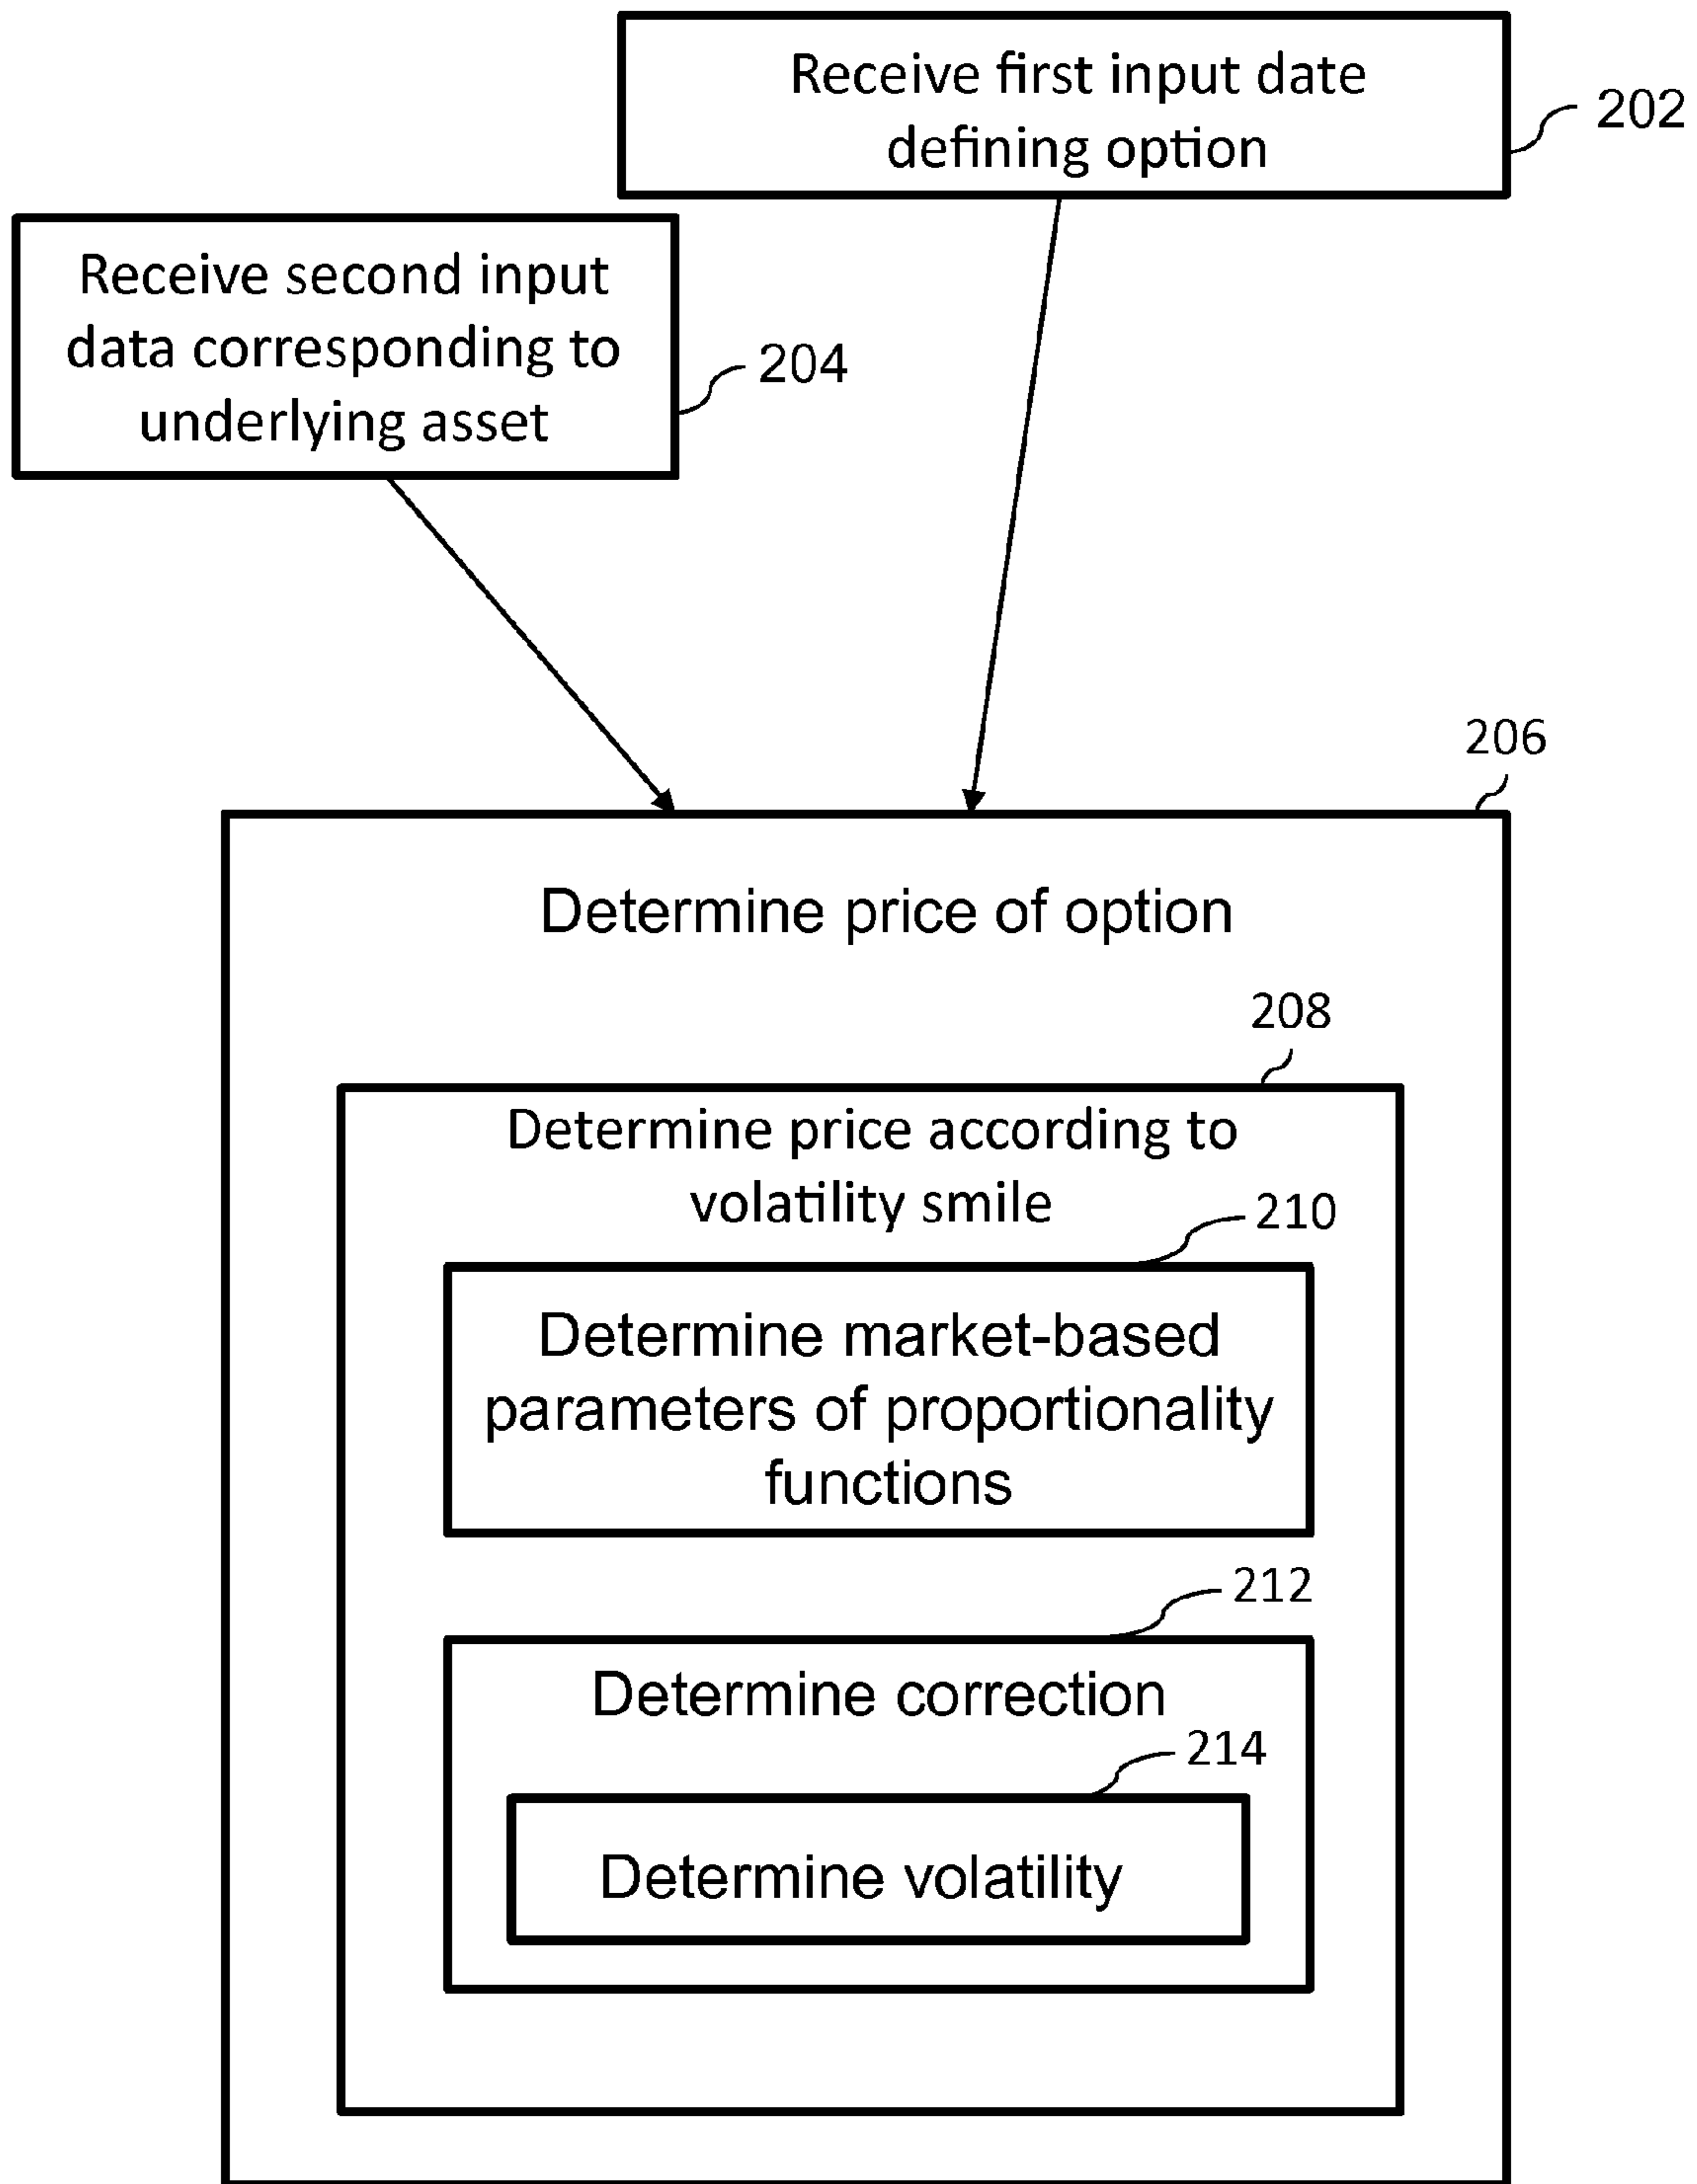 Receive first input date
defining option
202
Receive second input
data corresponding to
underlying asset
204
206
Determine price of option
208
Determine price according to
volatility smile
210
Determine market-based
parameters of proportionality
functions
212
Determine correction
214
Determine volatility